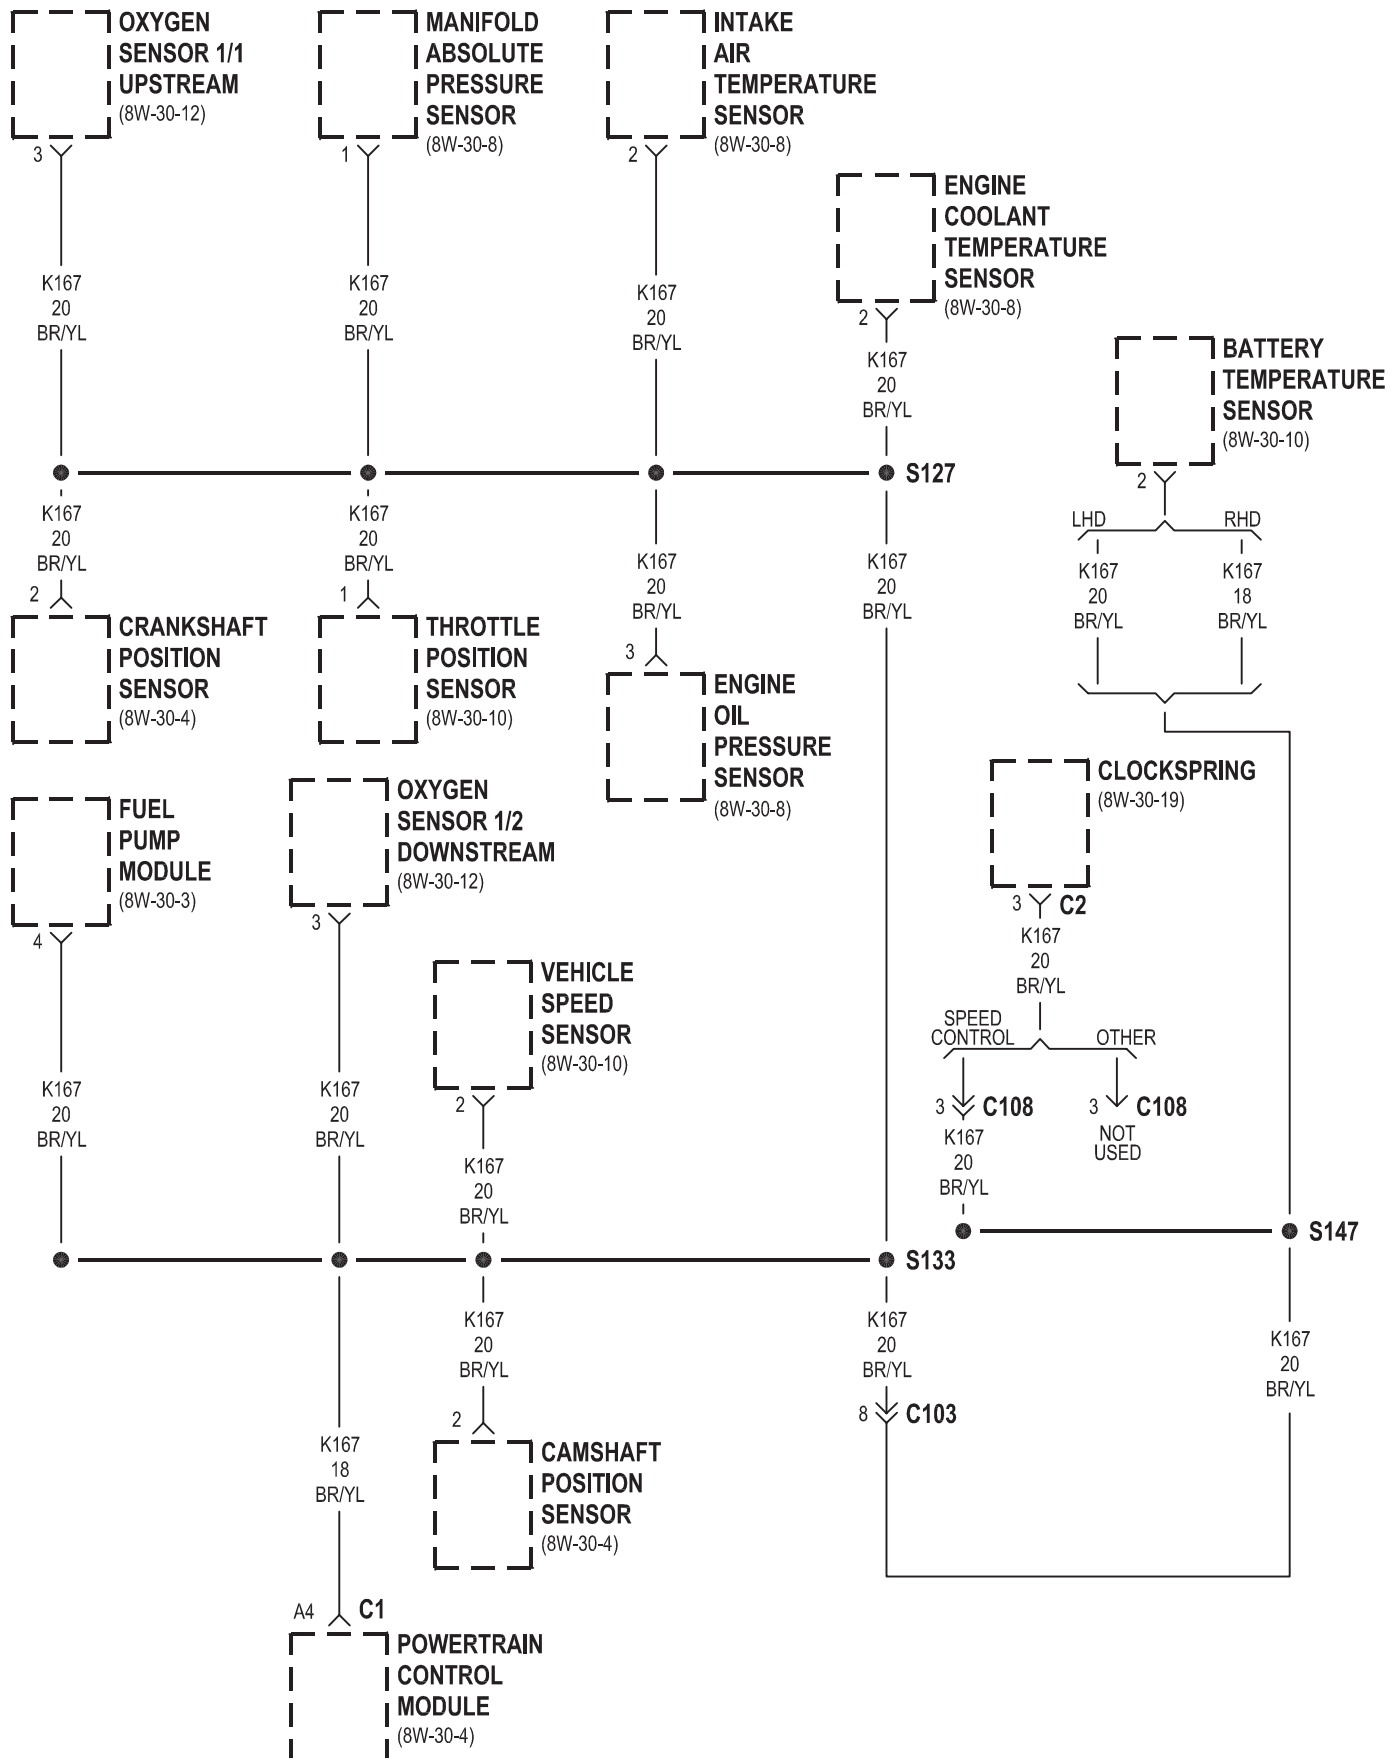 OXYGEN
SENSOR 1/1
UPSTREAM
(8W-30-12)
3
K167
20
BR/YL
MANIFOLD
ABSOLUTE
PRESSURE
SENSOR
(8W-30-8)
1
K167
20
BR/YL
INTAKE
AIR
TEMPERATURE
SENSOR
(8W-30-8)
2
K167
20
BR/YL
ENGINE
COOLANT
TEMPERATURE
SENSOR
(8W-30-8)
2
K167
20
BR/YL
BATTERY
TEMPERATURE
SENSOR
(8W-30-10)
2
LHD
RHD
K167
20
BR/YL
K167
18
BR/YL
S127
K167
20
BR/YL
2
CRANKSHAFT
POSITION
SENSOR
(8W-30-4)
K167
20
BR/YL
1
THROTTLE
POSITION
SENSOR
(8W-30-10)
K167
20
BR/YL
3
ENGINE
OIL
PRESSURE
SENSOR
(8W-30-8)
K167
20
BR/YL
FUEL
PUMP
MODULE
(8W-30-3)
4
K167
20
BR/YL
OXYGEN
SENSOR 1/2
DOWNSTREAM
(8W-30-12)
3
K167
20
BR/YL
VEHICLE
SPEED
SENSOR
(8W-30-10)
2
K167
20
BR/YL
CLOCKSPRING
(8W-30-19)
3
C2
K167
20
BR/YL
SPEED
CONTROL
OTHER
3
C108
K167
20
BR/YL
3
C108
NOT
USED
S147
S133
K167
20
BR/YL
2
CAMSHAFT
POSITION
SENSOR
(8W-30-4)
K167
20
BR/YL
8
C103
K167
20
BR/YL
K167
18
BR/YL
A4
C1
POWERTRAIN
CONTROL
MODULE
(8W-30-4)